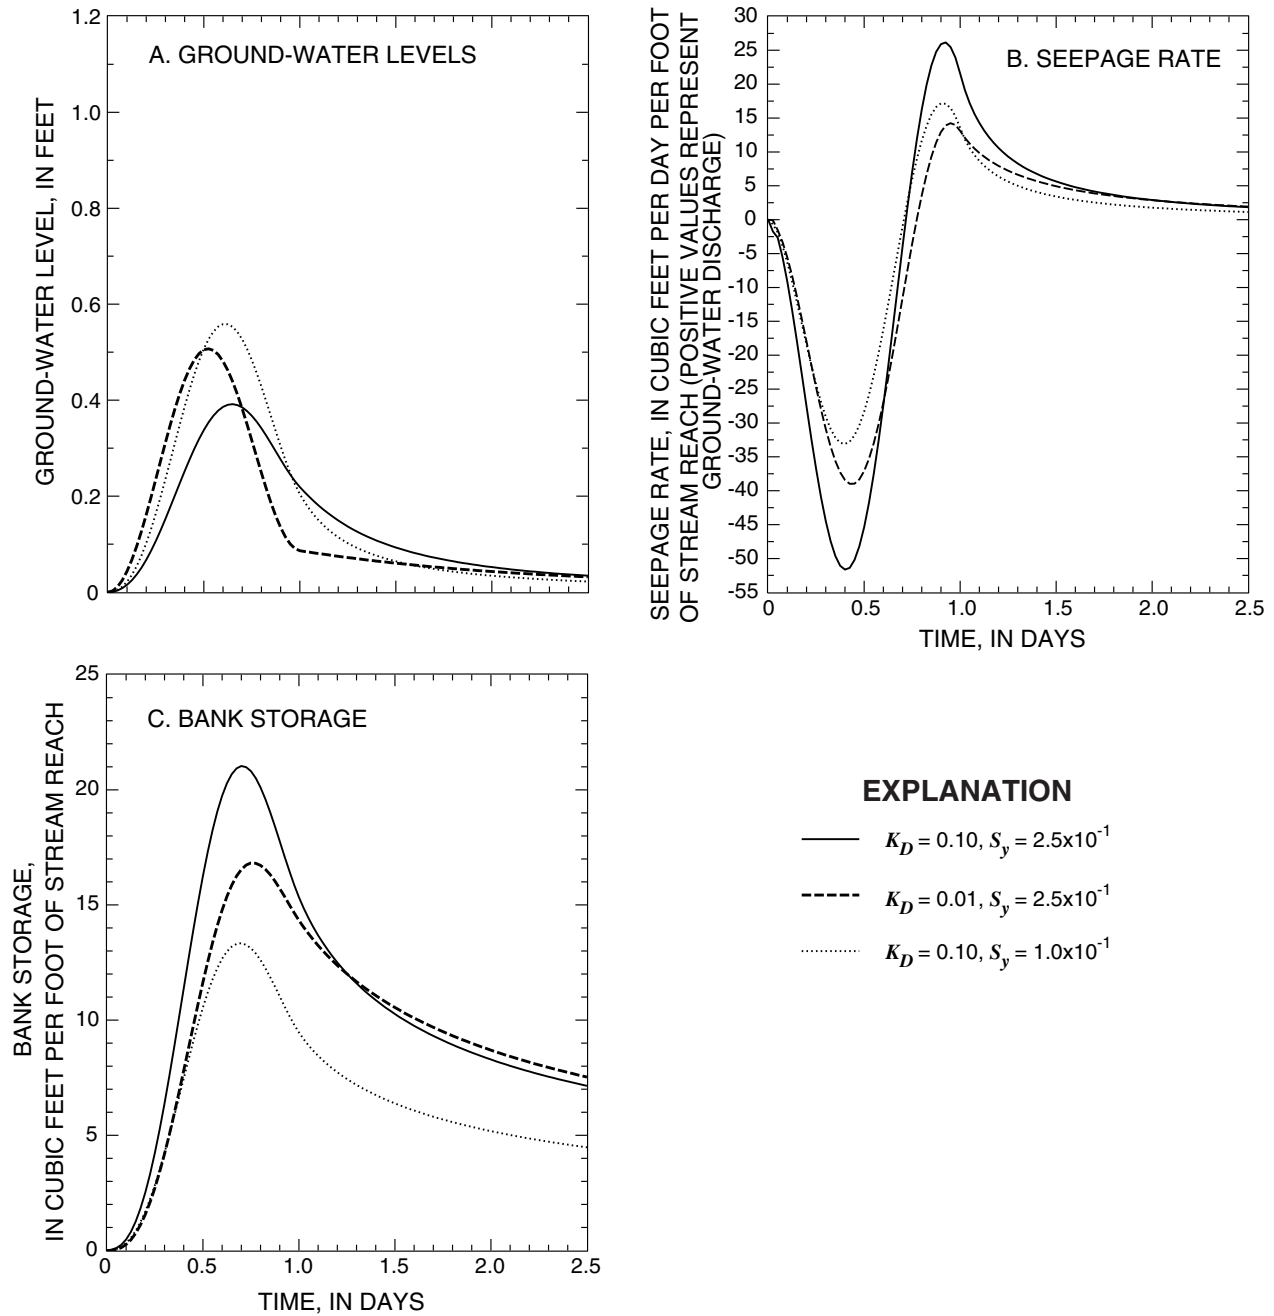 A. GROUND-WATER LEVELS
GROUND-WATER LEVEL, IN FEET
1.2
1.0
0.8
0.6
0.4
0.2
0
B. SEEPAGE RATE
SEEPAGE RATE, IN CUBIC FEET PER DAY PER FOOT
OF STREAM REACH (POSITIVE VALUES REPRESENT
GROUND-WATER DISCHARGE)
30
25
20
15
10
5
0
-5
-10
-15
-20
-25
-30
-35
-40
-45
-50
-55
0 0.5 1.0 1.5 2.0 2.5
TIME, IN DAYS
C. BANK STORAGE
BANK STORAGE,
IN CUBIC FEET PER FOOT OF STREAM REACH
25
20
15
10
5
0
0 0.5 1.0 1.5 2.0 2.5
TIME, IN DAYS
EXPLANATION
K_D = 0.10, S_y = 2.5x10^-1
K_D = 0.01, S_y = 2.5x10^-1
K_D = 0.10, S_y = 1.0x10^-1